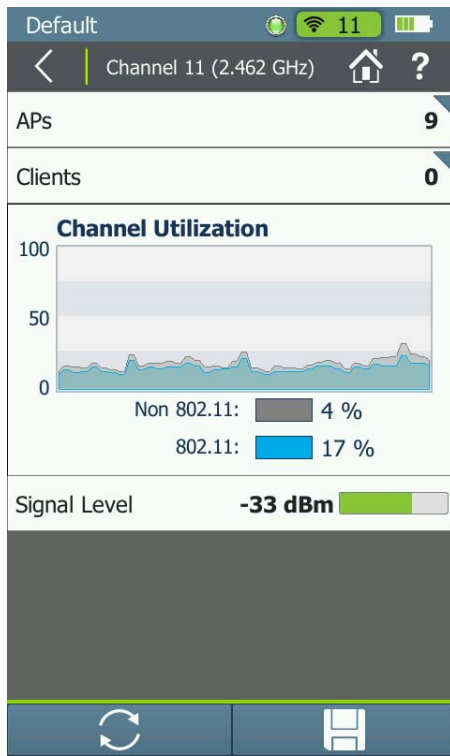 Default 11
Channel 11 (2.462 GHz) ?
APs 9
Clients 0
Channel Utilization
100
50
0
Non 802.11: 4 %
802.11: 17 %
Signal Level -33 dBm